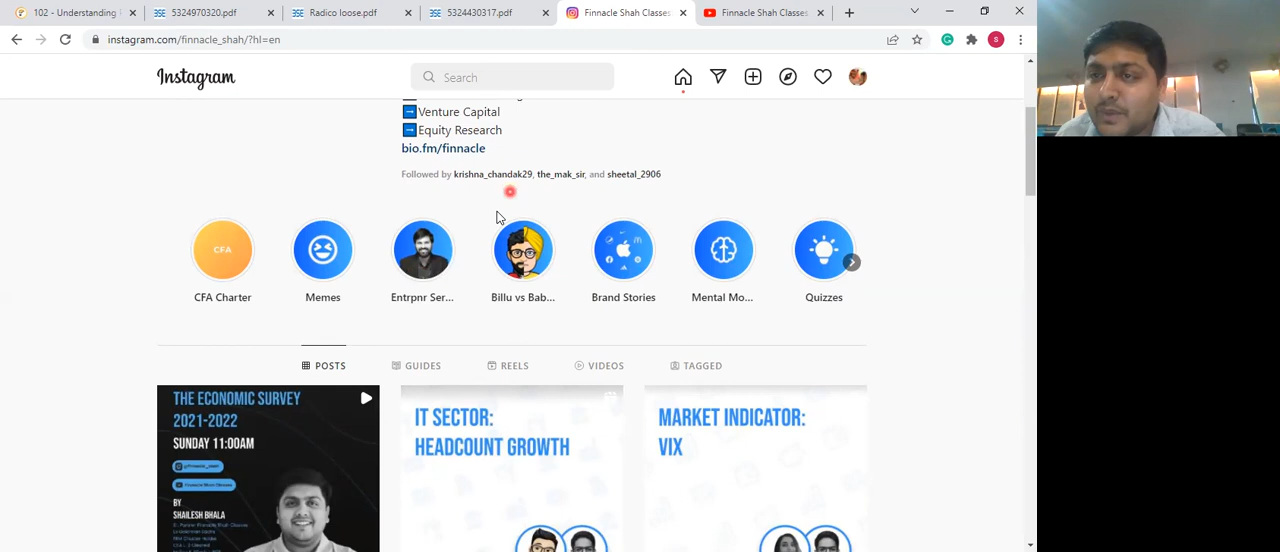 102 - Understanding F
5324970320.pdf
Radico loose.pdf
5324430317.pdf
Finnacle Shah Classes
Finnacle Shah Classes
instagram.com/finnacle_shah/?hl=en
S
Instagram
Search
Venture Capital
Equity Research
bio.fm/finnacle
Followed by krishna_chandak29, the_mak_sir, and sheetal_2906
CFA
CFA Charter
Memes
Entrpnr Ser...
Billu vs Bab...
Brand Stories
Mental Mo...
Quizzes
POSTS
GUIDES
REELS
VIDEOS
TAGGED
THE ECONOMIC SURVEY
2021-2022
SUNDAY 11:00AM
BY
SHAILESH BHALA
IT SECTOR:
HEADCOUNT GROWTH
MARKET INDICATOR:
VIX